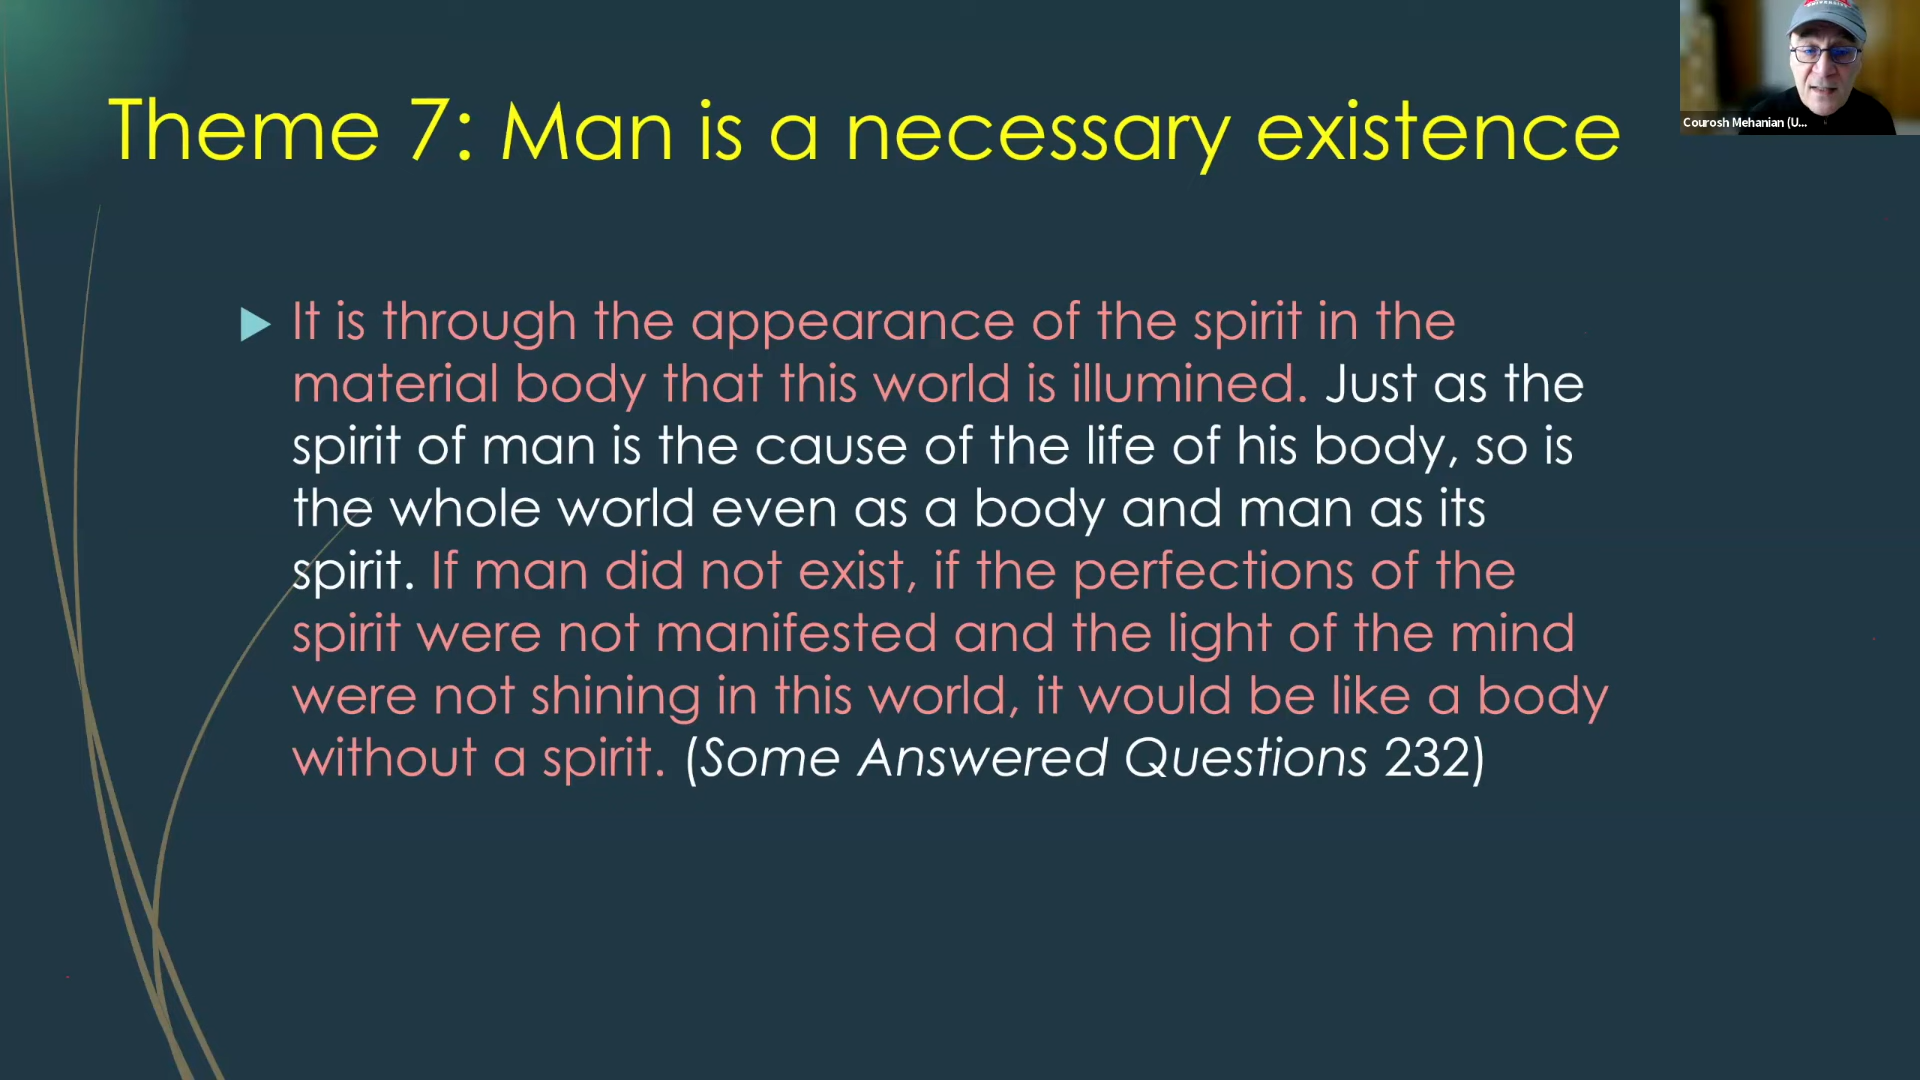 Theme 7: Man is a necessary existence
It is through the appearance of the spirit in the
material body that this world is illumined. Just as the
spirit of man is the cause of the life of his body, so is
the whole world even as a body and man as its
spirit. If man did not exist, if the perfections of the
spirit were not manifested and the light of the mind
were not shining in this world, it would be like a body
without a spirit. (Some Answered Questions 232)
Courosh Mehanian (U...